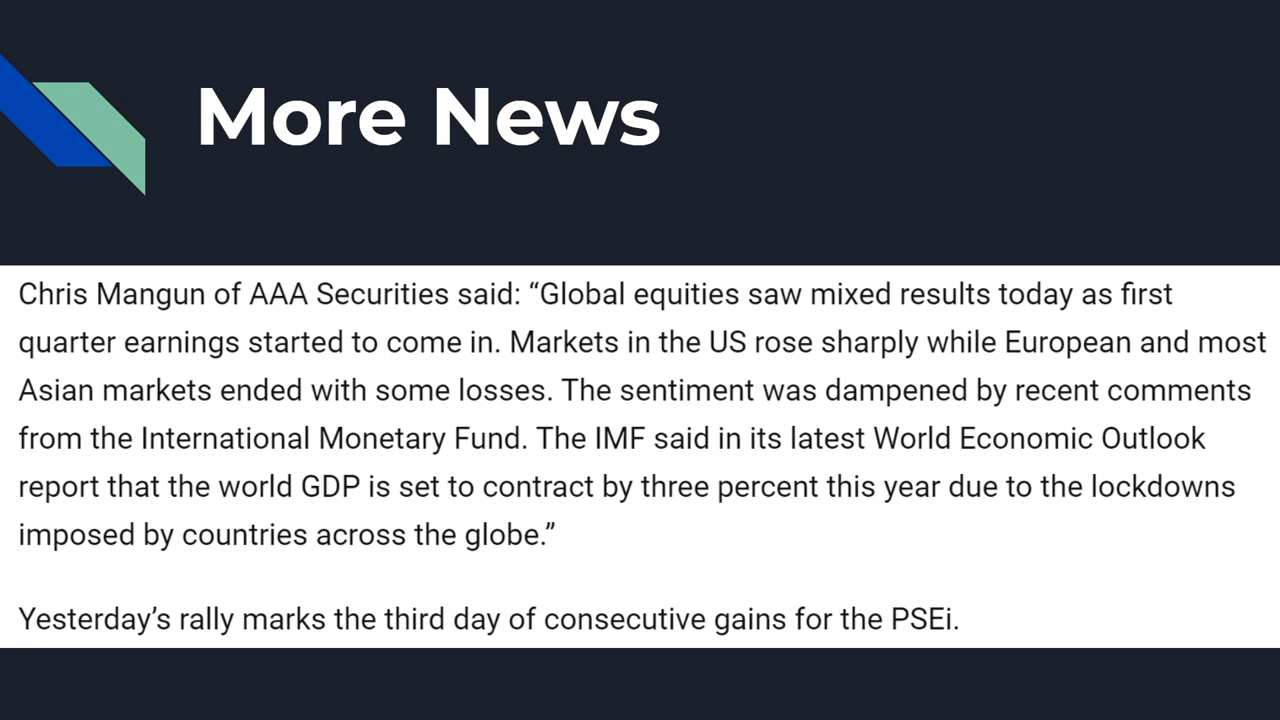 More News
Chris Mangun of AAA Securities said: “Global equities saw mixed results today as first
quarter earnings started to come in. Markets in the US rose sharply while European and most
Asian markets ended with some losses. The sentiment was dampened by recent comments
from the International Monetary Fund. The IMF said in its latest World Economic Outlook
report that the world GDP is set to contract by three percent this year due to the lockdowns
imposed by countries across the globe.”
Yesterday’s rally marks the third day of consecutive gains for the PSEi.